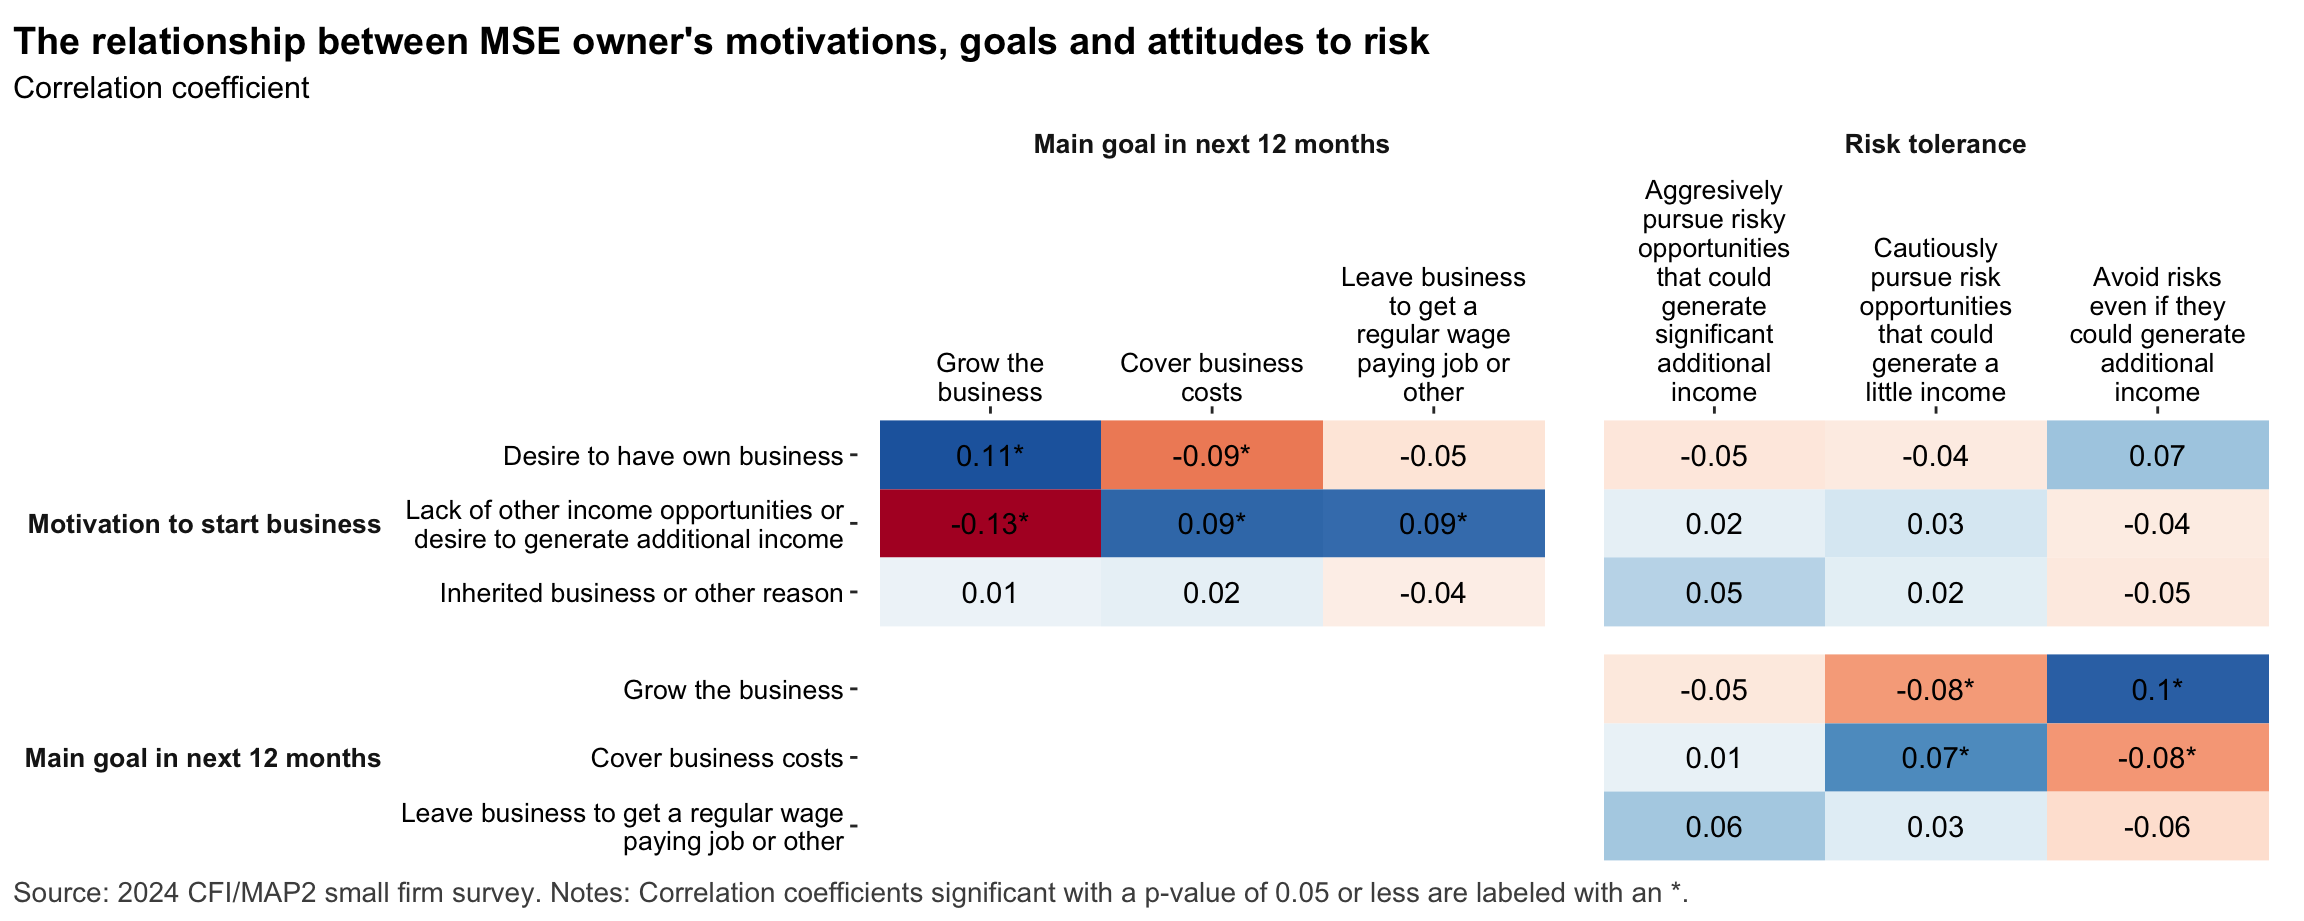 The relationship between MSE owner's motivations, goals and attitudes to risk
Correlation coefficient
Main goal in next 12 months
Risk tolerance
Grow the
business
Cover business
costs
Leave business
to get a
regular wage
paying job or
other
Aggresively
pursue risky
opportunities
that could
generate
significant
additional
income
Cautiously
pursue risk
opportunities
that could
generate a
little income
Avoid risks
even if they
could generate
additional
income
Motivation to start business
Desire to have own business
0.11* -0.09* -0.05 -0.05 -0.04 0.07
Lack of other income opportunities or
desire to generate additional income
-0.13* 0.09* 0.09* 0.02 0.03 -0.04
Inherited business or other reason
0.01 0.02 -0.04 0.05 0.02 -0.05
Main goal in next 12 months
Grow the business
-0.05 -0.08* 0.1*
Cover business costs
0.01 0.07* -0.08*
Leave business to get a regular wage
paying job or other
0.06 0.03 -0.06
Source: 2024 CFI/MAP2 small firm survey. Notes: Correlation coefficients significant with a p-value of 0.05 or less are labeled with an *.